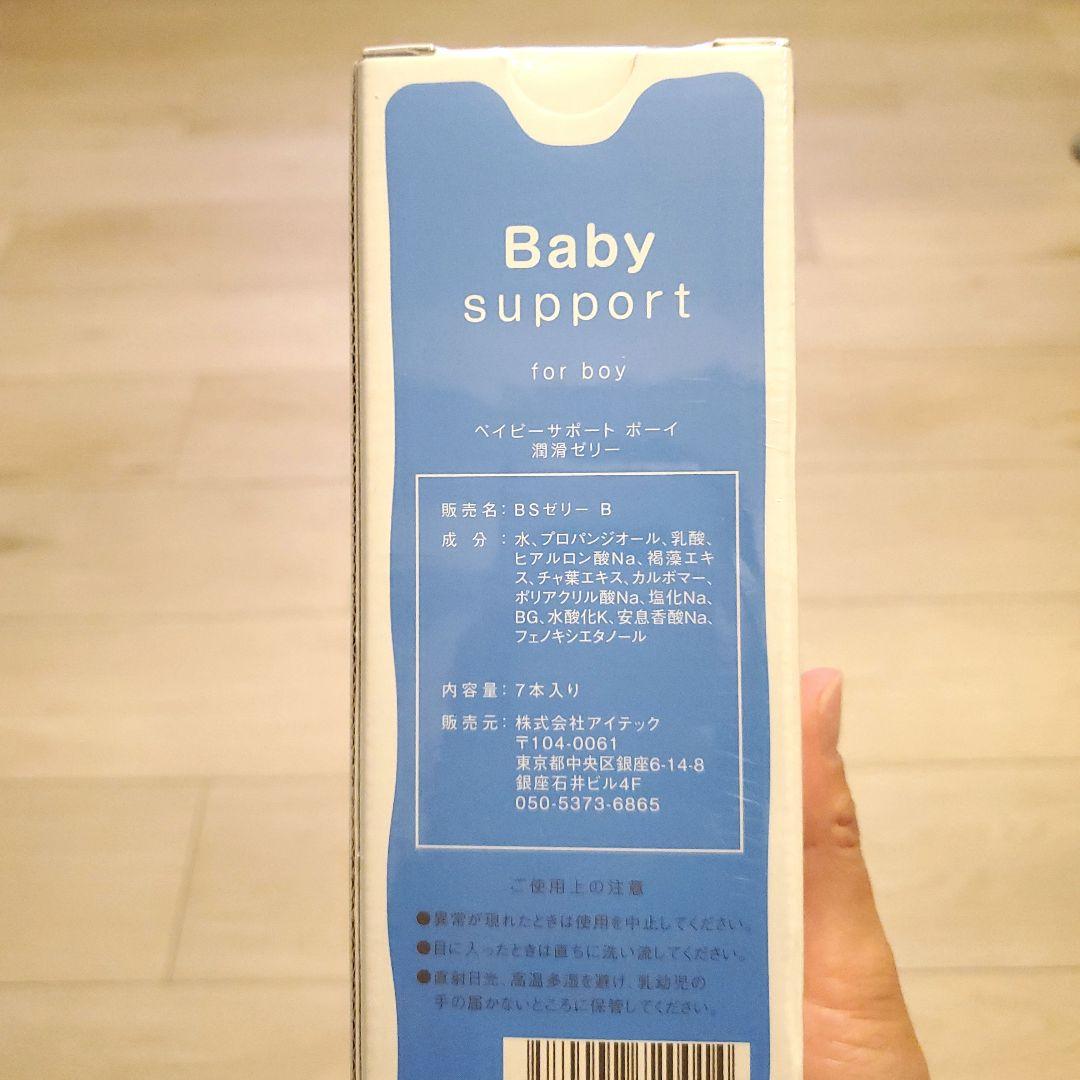 Baby
support
for boy
ベイビーサポート ボーイ
潤滑ゼリー
販売名：BSゼリー B
成分：水、プロパンジオール、乳酸、
ヒアルロン酸Na、褐藻エキ
ス、チャ葉エキス、カルボマー、
ポリアクリル酸Na、塩化Na、
BG、水酸化K、安息香酸Na、
フェノキシエタノール
内容量：7本入り
販売元：株式会社アイテック
〒104-0061
東京都中央区銀座6-14-8
銀座石井ビル4F
050-5373-6865
ご使用上の注意
●異常が現れたときは使用を中止してください。
●目に入ったときは直ちに洗い流してください。
●直射日光、高温多湿を避け、乳幼児の
手の届かないところに保管してください。